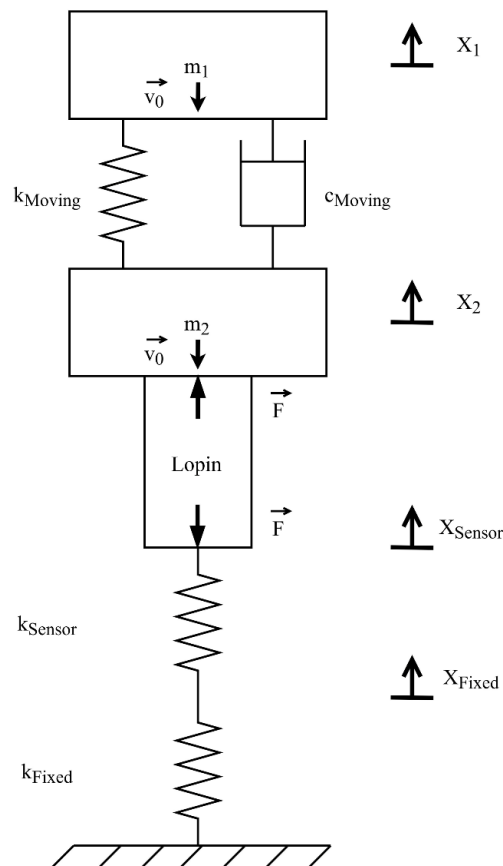 m1
v0
X1
kMoving
cMoving
m2
v0
X2
F
Lopin
F
XSensor
kSensor
XFixed
kFixed